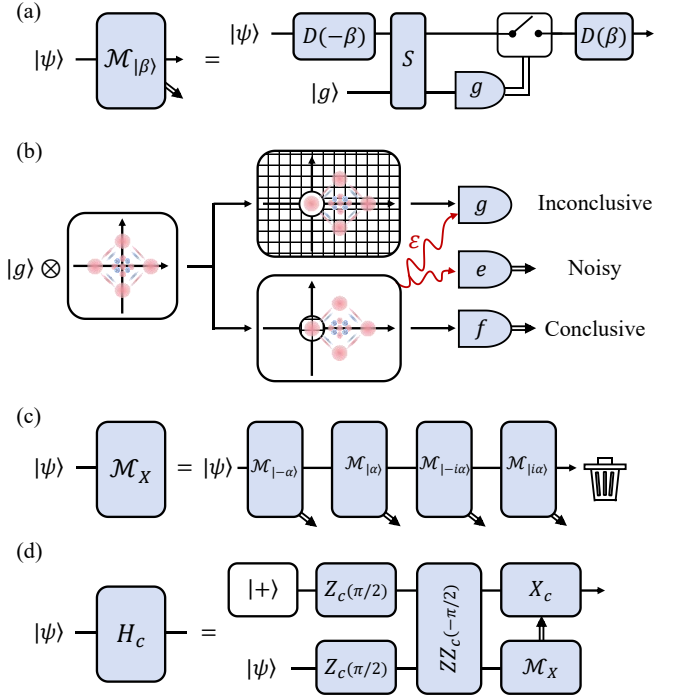 (a)
|ψ⟩ ℳ|β⟩ = |ψ⟩ D(−β) S D(β)
|g⟩ g
(b)
|g⟩ ⊗
g Inconclusive
ℰ
e Noisy
f Conclusive
(c)
|ψ⟩ ℳX = |ψ⟩ ℳ|−α⟩ ℳ|α⟩ ℳ|−iα⟩ ℳ|iα⟩
(d)
|ψ⟩ Hc = |+⟩ Zc(π/2) ZZc(−π/2) Xc
|ψ⟩ Zc(π/2) ℳX